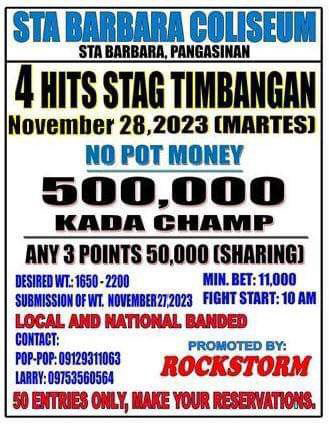 STA BARBARA COLISEUM
STA BARBARA, PANGASINAN
4 HITS STAG TIMBANGAN
November 28,2023 (MARTES)
NO POT MONEY
500,000
KADA CHAMP
ANY 3 POINTS 50,000 (SHARING)
DESIRED WT.: 1650 - 2200
SUBMISSION OF WT. NOVEMBER27,2023
MIN. BET: 11,000
FIGHT START: 10 AM
LOCAL AND NATIONAL BANDED
CONTACT:
POP-POP: 09129311063
LARRY: 09753560564
PROMOTED BY:
ROCKSTORM
50 ENTRIES ONLY, MAKE YOUR RESERVATIONS.